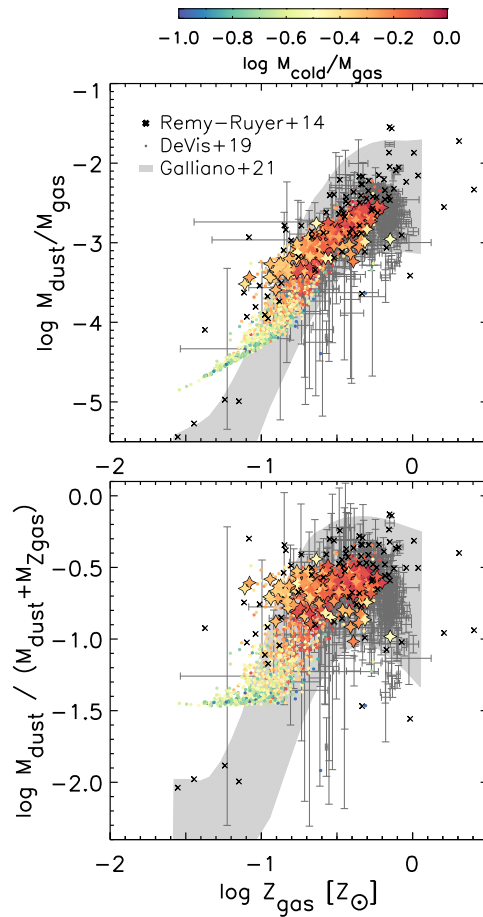 -1.0 -0.8 -0.6 -0.4 -0.2 0.0
log M_cold/M_gas
-1
-2
-3
-4
-5
log M_dust/M_gas
Remy-Ruyer+14
DeVis+19
Galliano+21
-2 -1 0
0.0
-0.5
-1.0
-1.5
-2.0
log M_dust / (M_dust+M_Zgas)
-2 -1 0
log Z_gas [Z_⊙]